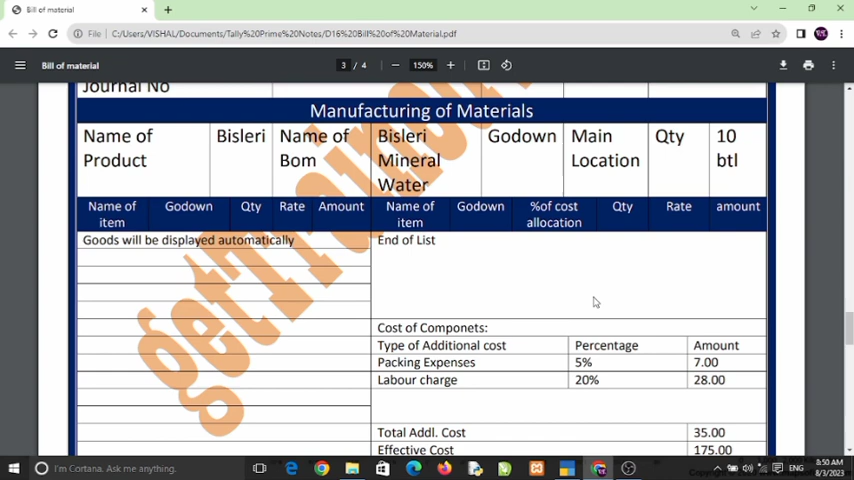 Bill of material
File C:/Users/VISHAL/Documents/Tally%20Prime%20Notes/D16%20Bill%20of%20Material.pdf
Bill of material 3 / 4 150%
Journal No
Manufacturing of Materials
Name of Product Bisleri Name of Bom Bisleri Mineral Water Godown Main Location Qty 10 btl
Name of item Godown Qty Rate Amount Name of item Godown %of cost allocation Qty Rate amount
Goods will be displayed automatically End of List
Cost of Componets:
Type of Additional cost Percentage Amount
Packing Expenses 5% 7.00
Labour charge 20% 28.00
Total Addl. Cost 35.00
Effective Cost 175.00
I'm Cortana. Ask me anything.
ENG
8:50 AM
8/3/2023